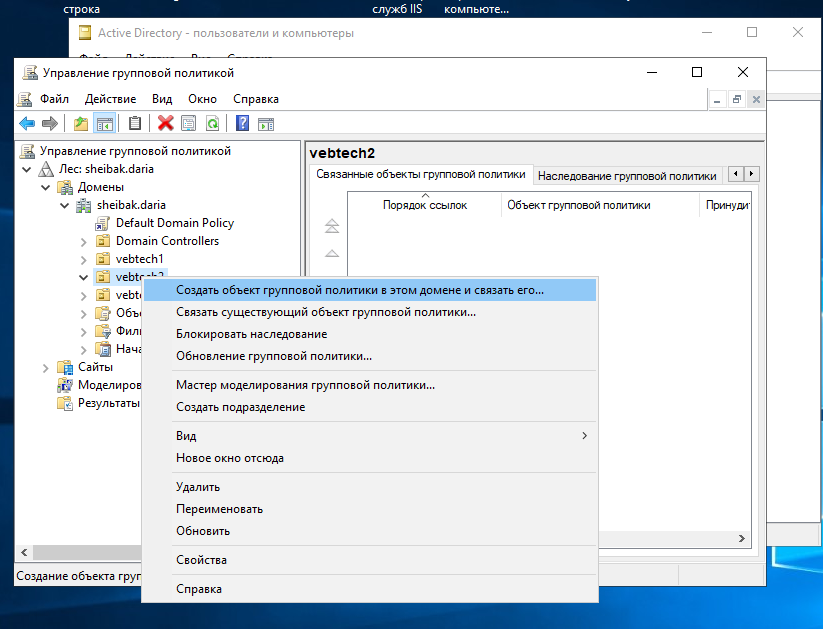 строка
служб IIS
компьюте...
Active Directory - пользователи и компьютеры
Управление групповой политикой
Файл Действие Вид Окно Справка
Управление групповой политикой
Лес: sheibak.daria
Домены
sheibak.daria
Default Domain Policy
Domain Controllers
vebtech1
vebtech2
vebt
Объ
Фил
Нача
Сайты
Моделиров
Результаты
vebtech2
Связанные объекты групповой политики
Наследование групповой политики
Порядок ссылок
Объект групповой политики
Принудит
Создать объект групповой политики в этом домене и связать его...
Связать существующий объект групповой политики...
Блокировать наследование
Обновление групповой политики...
Мастер моделирования групповой политики...
Создать подразделение
Вид
Новое окно отсюда
Удалить
Переименовать
Обновить
Свойства
Справка
Создание объекта груп